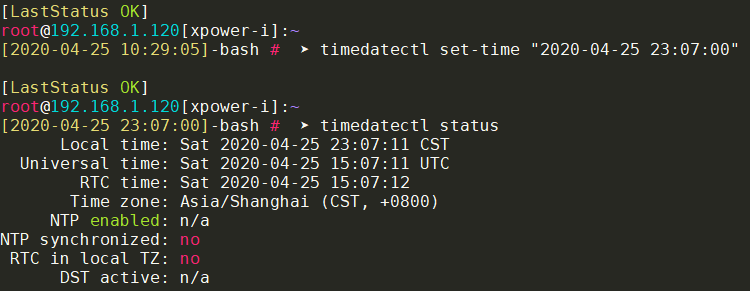 [LastStatus OK]
root@192.168.1.120[xpower-i]:~
[2020-04-25 10:29:05]-bash #  ➤ timedatectl set-time "2020-04-25 23:07:00"
[LastStatus OK]
root@192.168.1.120[xpower-i]:~
[2020-04-25 23:07:00]-bash #  ➤ timedatectl status
Local time: Sat 2020-04-25 23:07:11 CST
Universal time: Sat 2020-04-25 15:07:11 UTC
RTC time: Sat 2020-04-25 15:07:12
Time zone: Asia/Shanghai (CST, +0800)
NTP enabled: n/a
NTP synchronized: no
RTC in local TZ: no
DST active: n/a